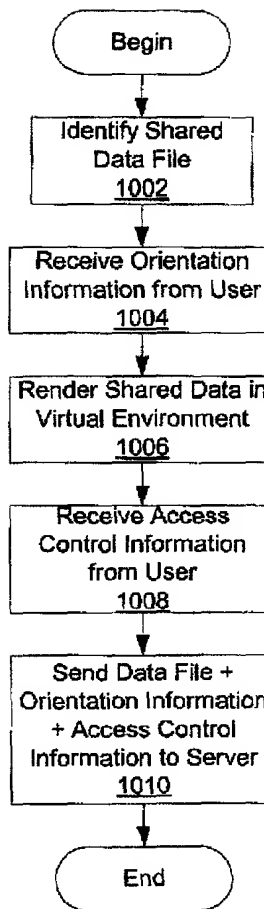 Begin
Identify Shared
Data File
1002
Receive Orientation
Information from User
1004
Render Shared Data in
Virtual Environment
1006
Receive Access
Control Information
from User
1008
Send Data File +
Orientation Information
+ Access Control
Information to Server
1010
End